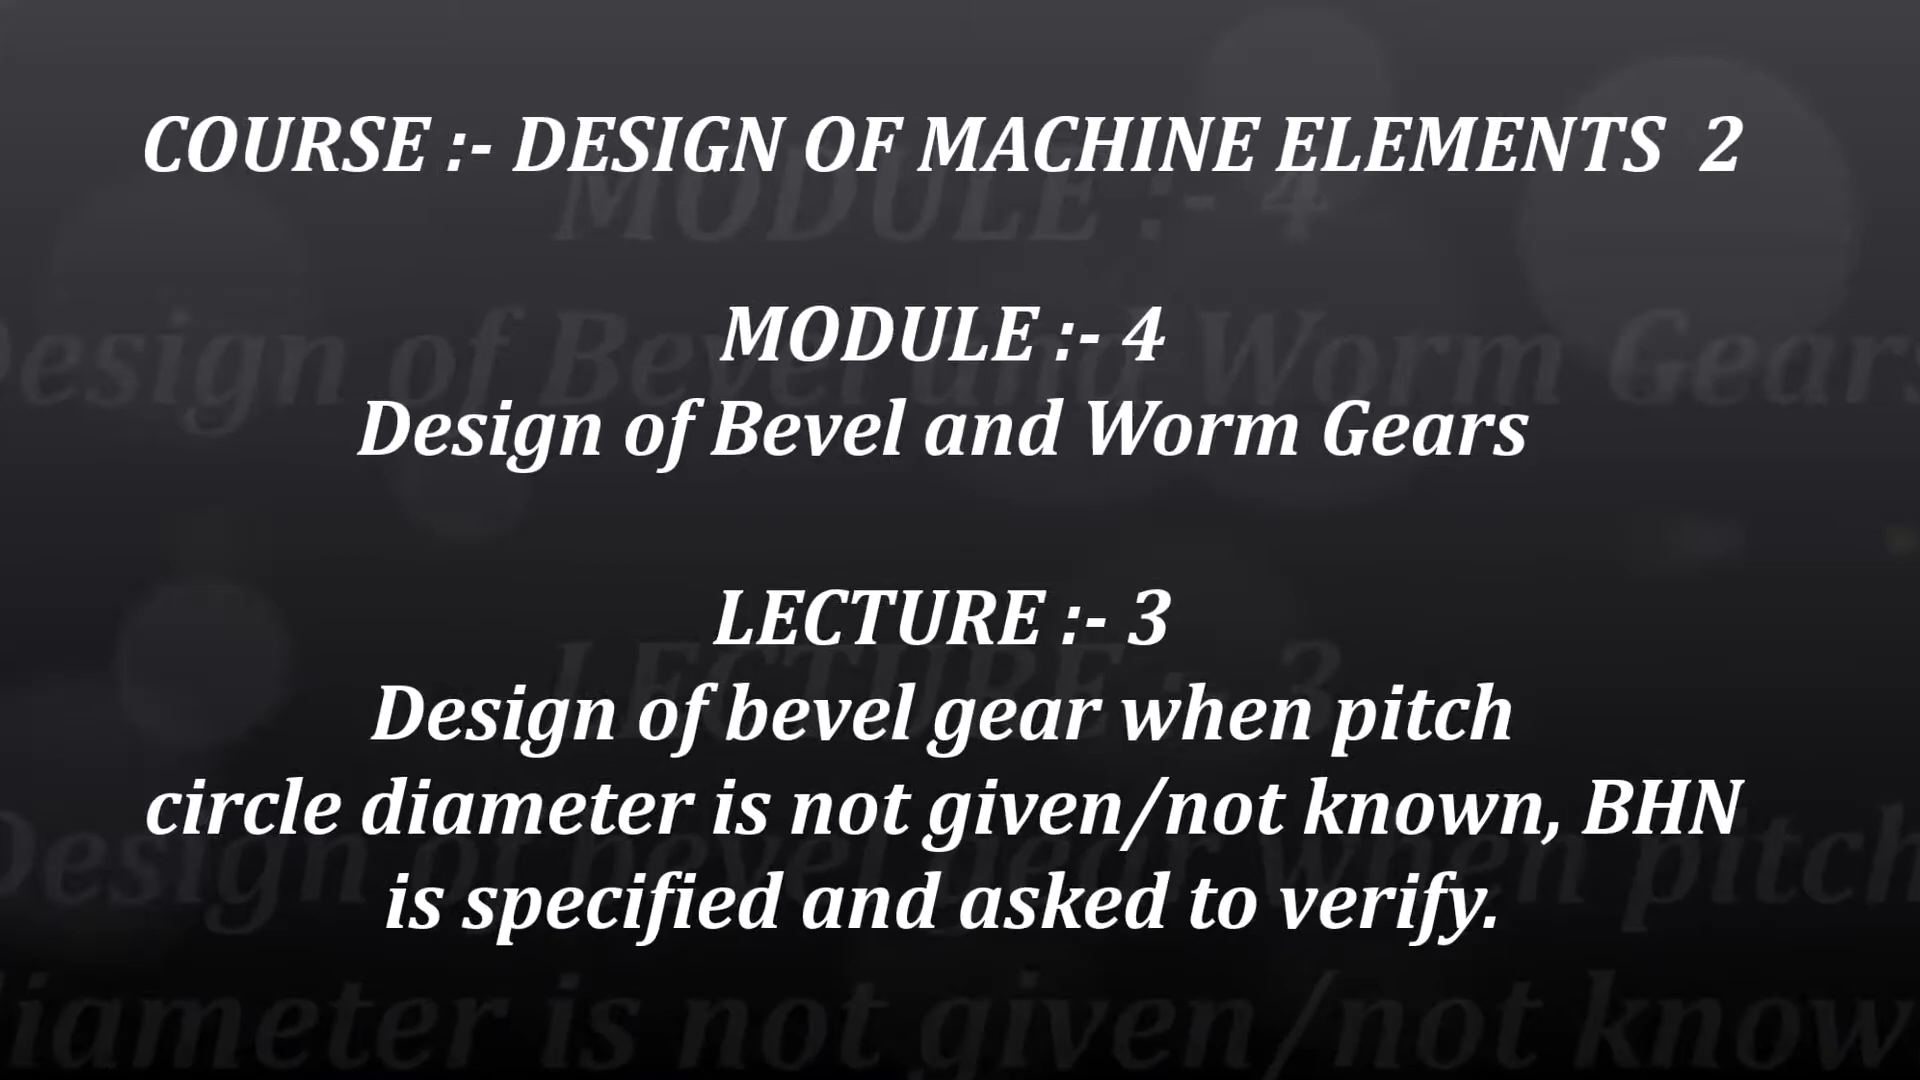 COURSE :- DESIGN OF MACHINE ELEMENTS 2
MODULE :- 4
Design of Bevel and Worm Gears
LECTURE :- 3
Design of bevel gear when pitch
circle diameter is not given/not known, BHN
is specified and asked to verify.